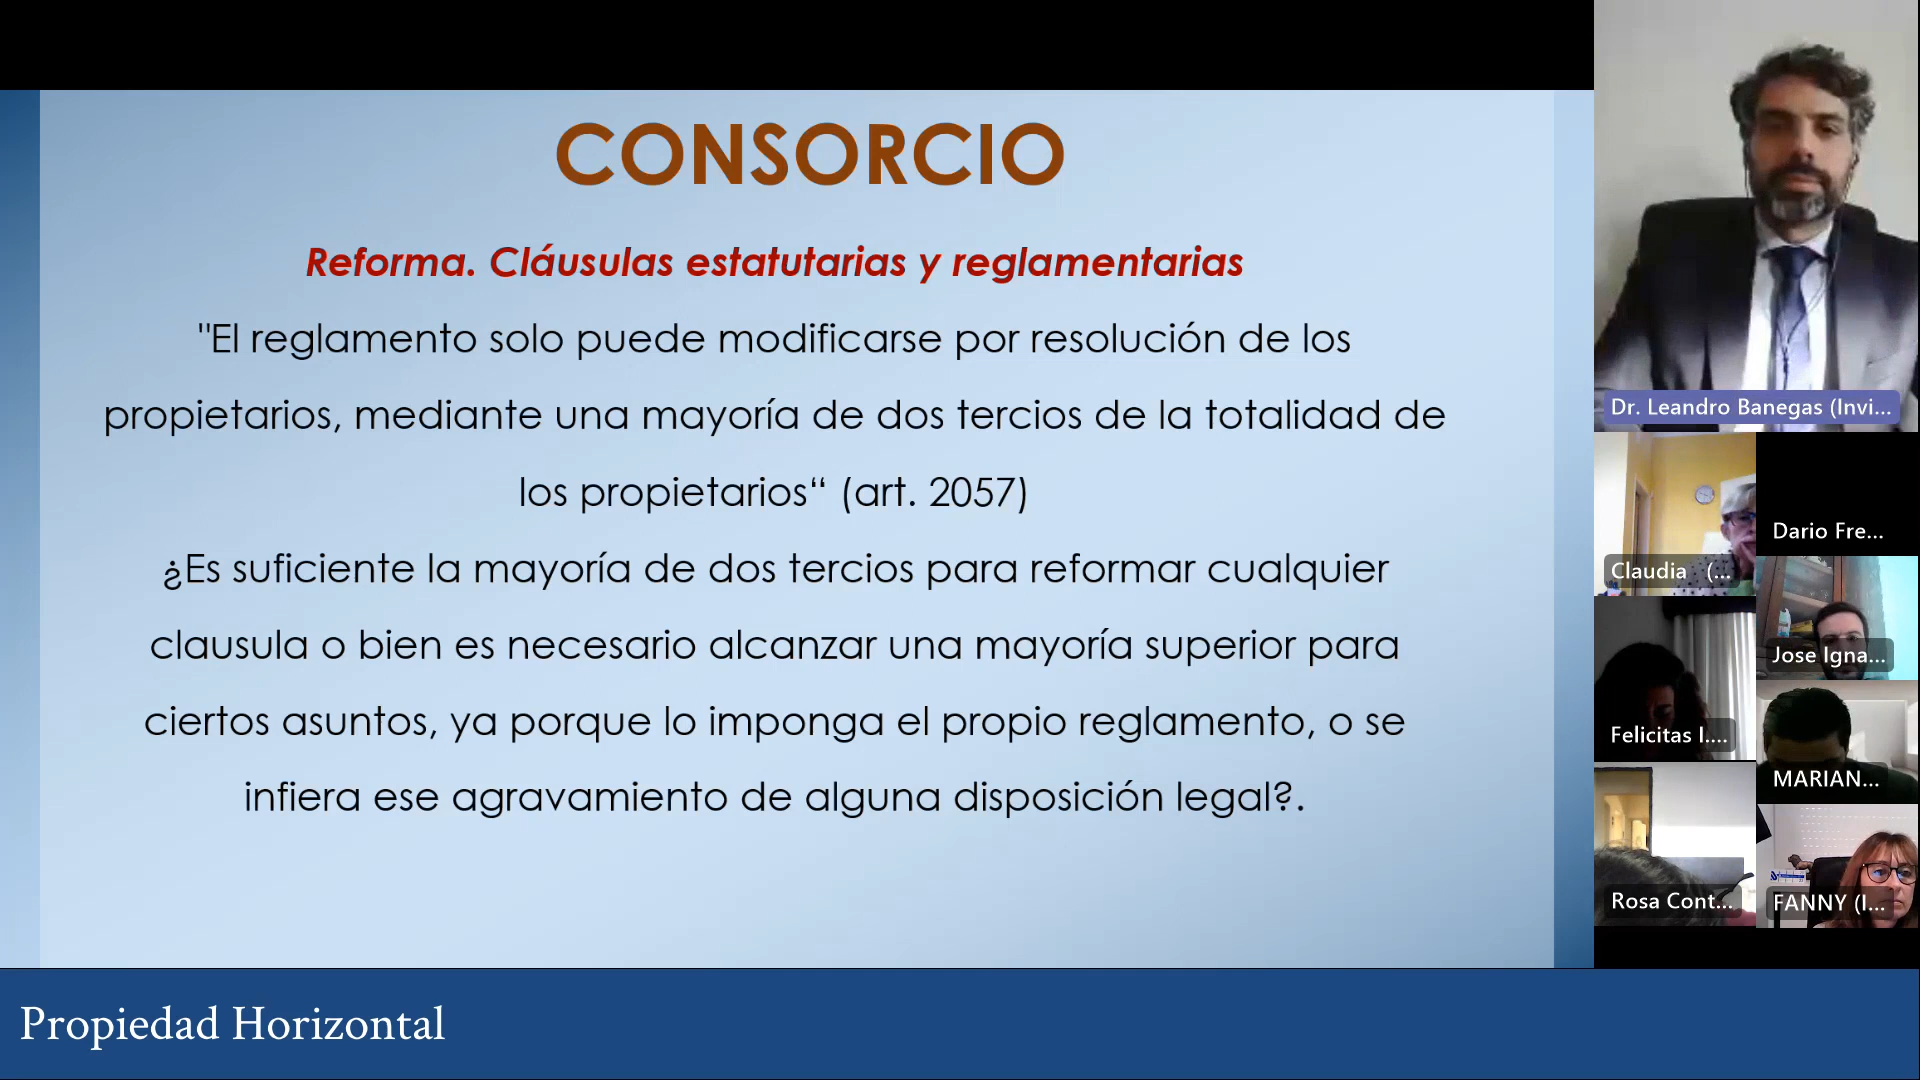 CONSORCIO
Reforma. Cláusulas estatutarias y reglamentarias
"El reglamento solo puede modificarse por resolución de los
propietarios, mediante una mayoría de dos tercios de la totalidad de
los propietarios“ (art. 2057)
¿Es suficiente la mayoría de dos tercios para reformar cualquier
clausula o bien es necesario alcanzar una mayoría superior para
ciertos asuntos, ya porque lo imponga el propio reglamento, o se
infiera ese agravamiento de alguna disposición legal?.
Propiedad Horizontal
Dr. Leandro Banegas (Invi...
Claudia (...
Dario Fre...
Jose Igna...
Felicitas I....
MARIAN...
Rosa Cont...
FANNY (I...